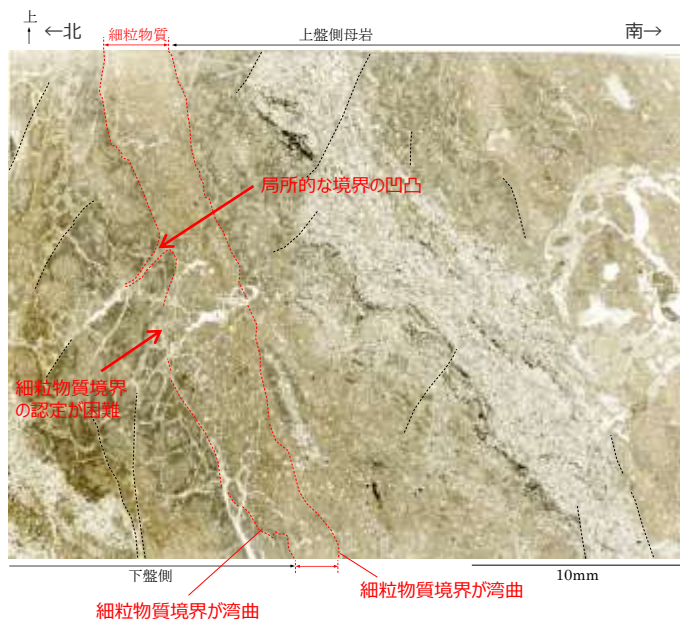 上
←北
細粒物質
上盤側母岩
南→
局所的な境界の凹凸
細粒物質境界
の認定が困難
下盤側
10mm
細粒物質境界が湾曲
細粒物質境界が湾曲